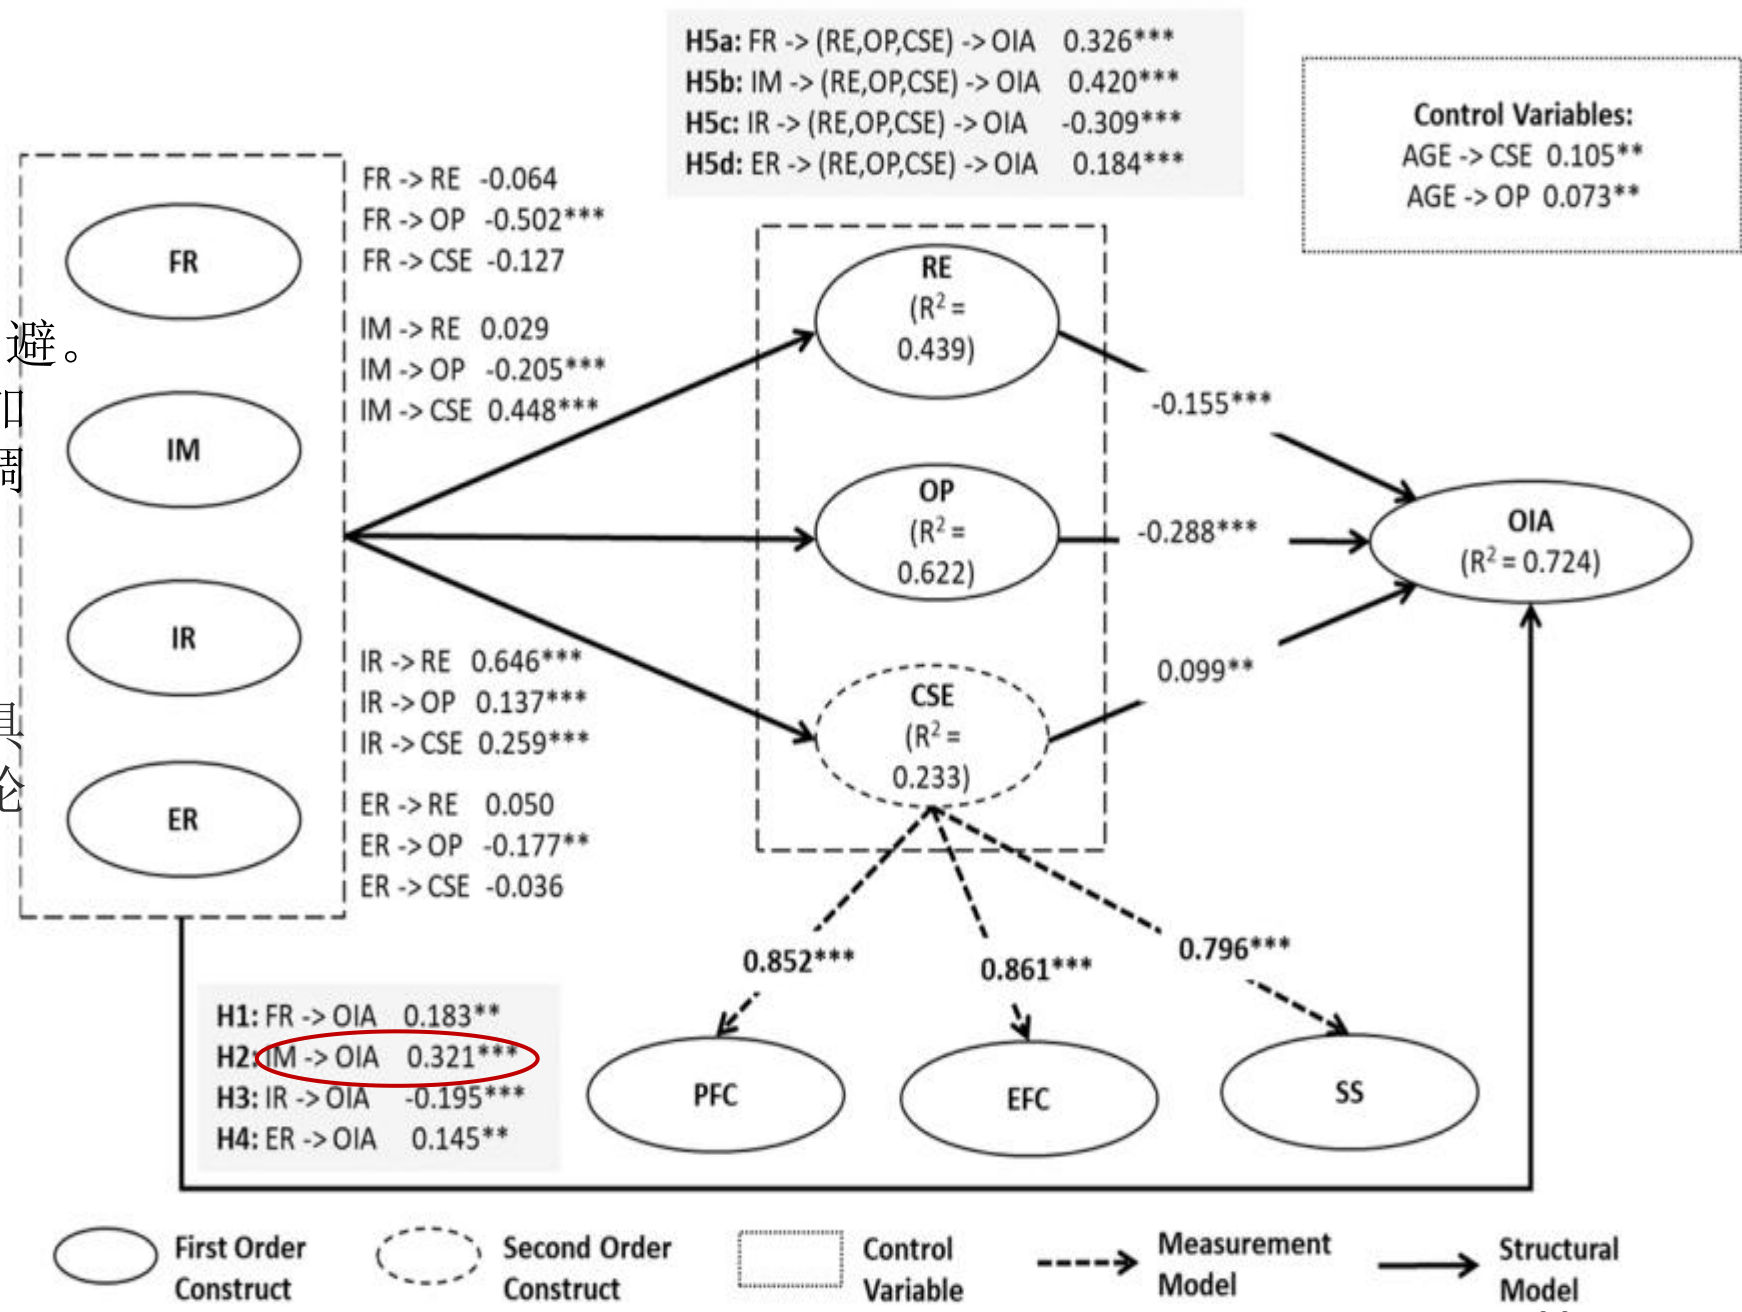 H5a: FR -> (RE,OP,CSE) -> OIA 0.326***
H5b: IM -> (RE,OP,CSE) -> OIA 0.420***
H5c: IR -> (RE,OP,CSE) -> OIA -0.309***
H5d: ER -> (RE,OP,CSE) -> OIA 0.184***
Control Variables:
AGE -> CSE 0.105**
AGE -> OP 0.073**
FR
IM
IR
ER
避。
FR -> RE -0.064
FR -> OP -0.502***
FR -> CSE -0.127
IM -> RE 0.029
IM -> OP -0.205***
IM -> CSE 0.448***
IR -> RE 0.646***
IR -> OP 0.137***
IR -> CSE 0.259***
ER -> RE 0.050
ER -> OP -0.177**
ER -> CSE -0.036
RE
(R² =
0.439)
OP
(R² =
0.622)
CSE
(R² =
0.233)
-0.155***
-0.288***
0.099**
OIA
(R² = 0.724)
0.852***
0.861***
0.796***
PFC
EFC
SS
H1: FR -> OIA 0.183**
H2: IM -> OIA 0.321***
H3: IR -> OIA -0.195***
H4: ER -> OIA 0.145**
First Order
Construct
Second Order
Construct
Control
Variable
Measurement
Model
Structural
Model